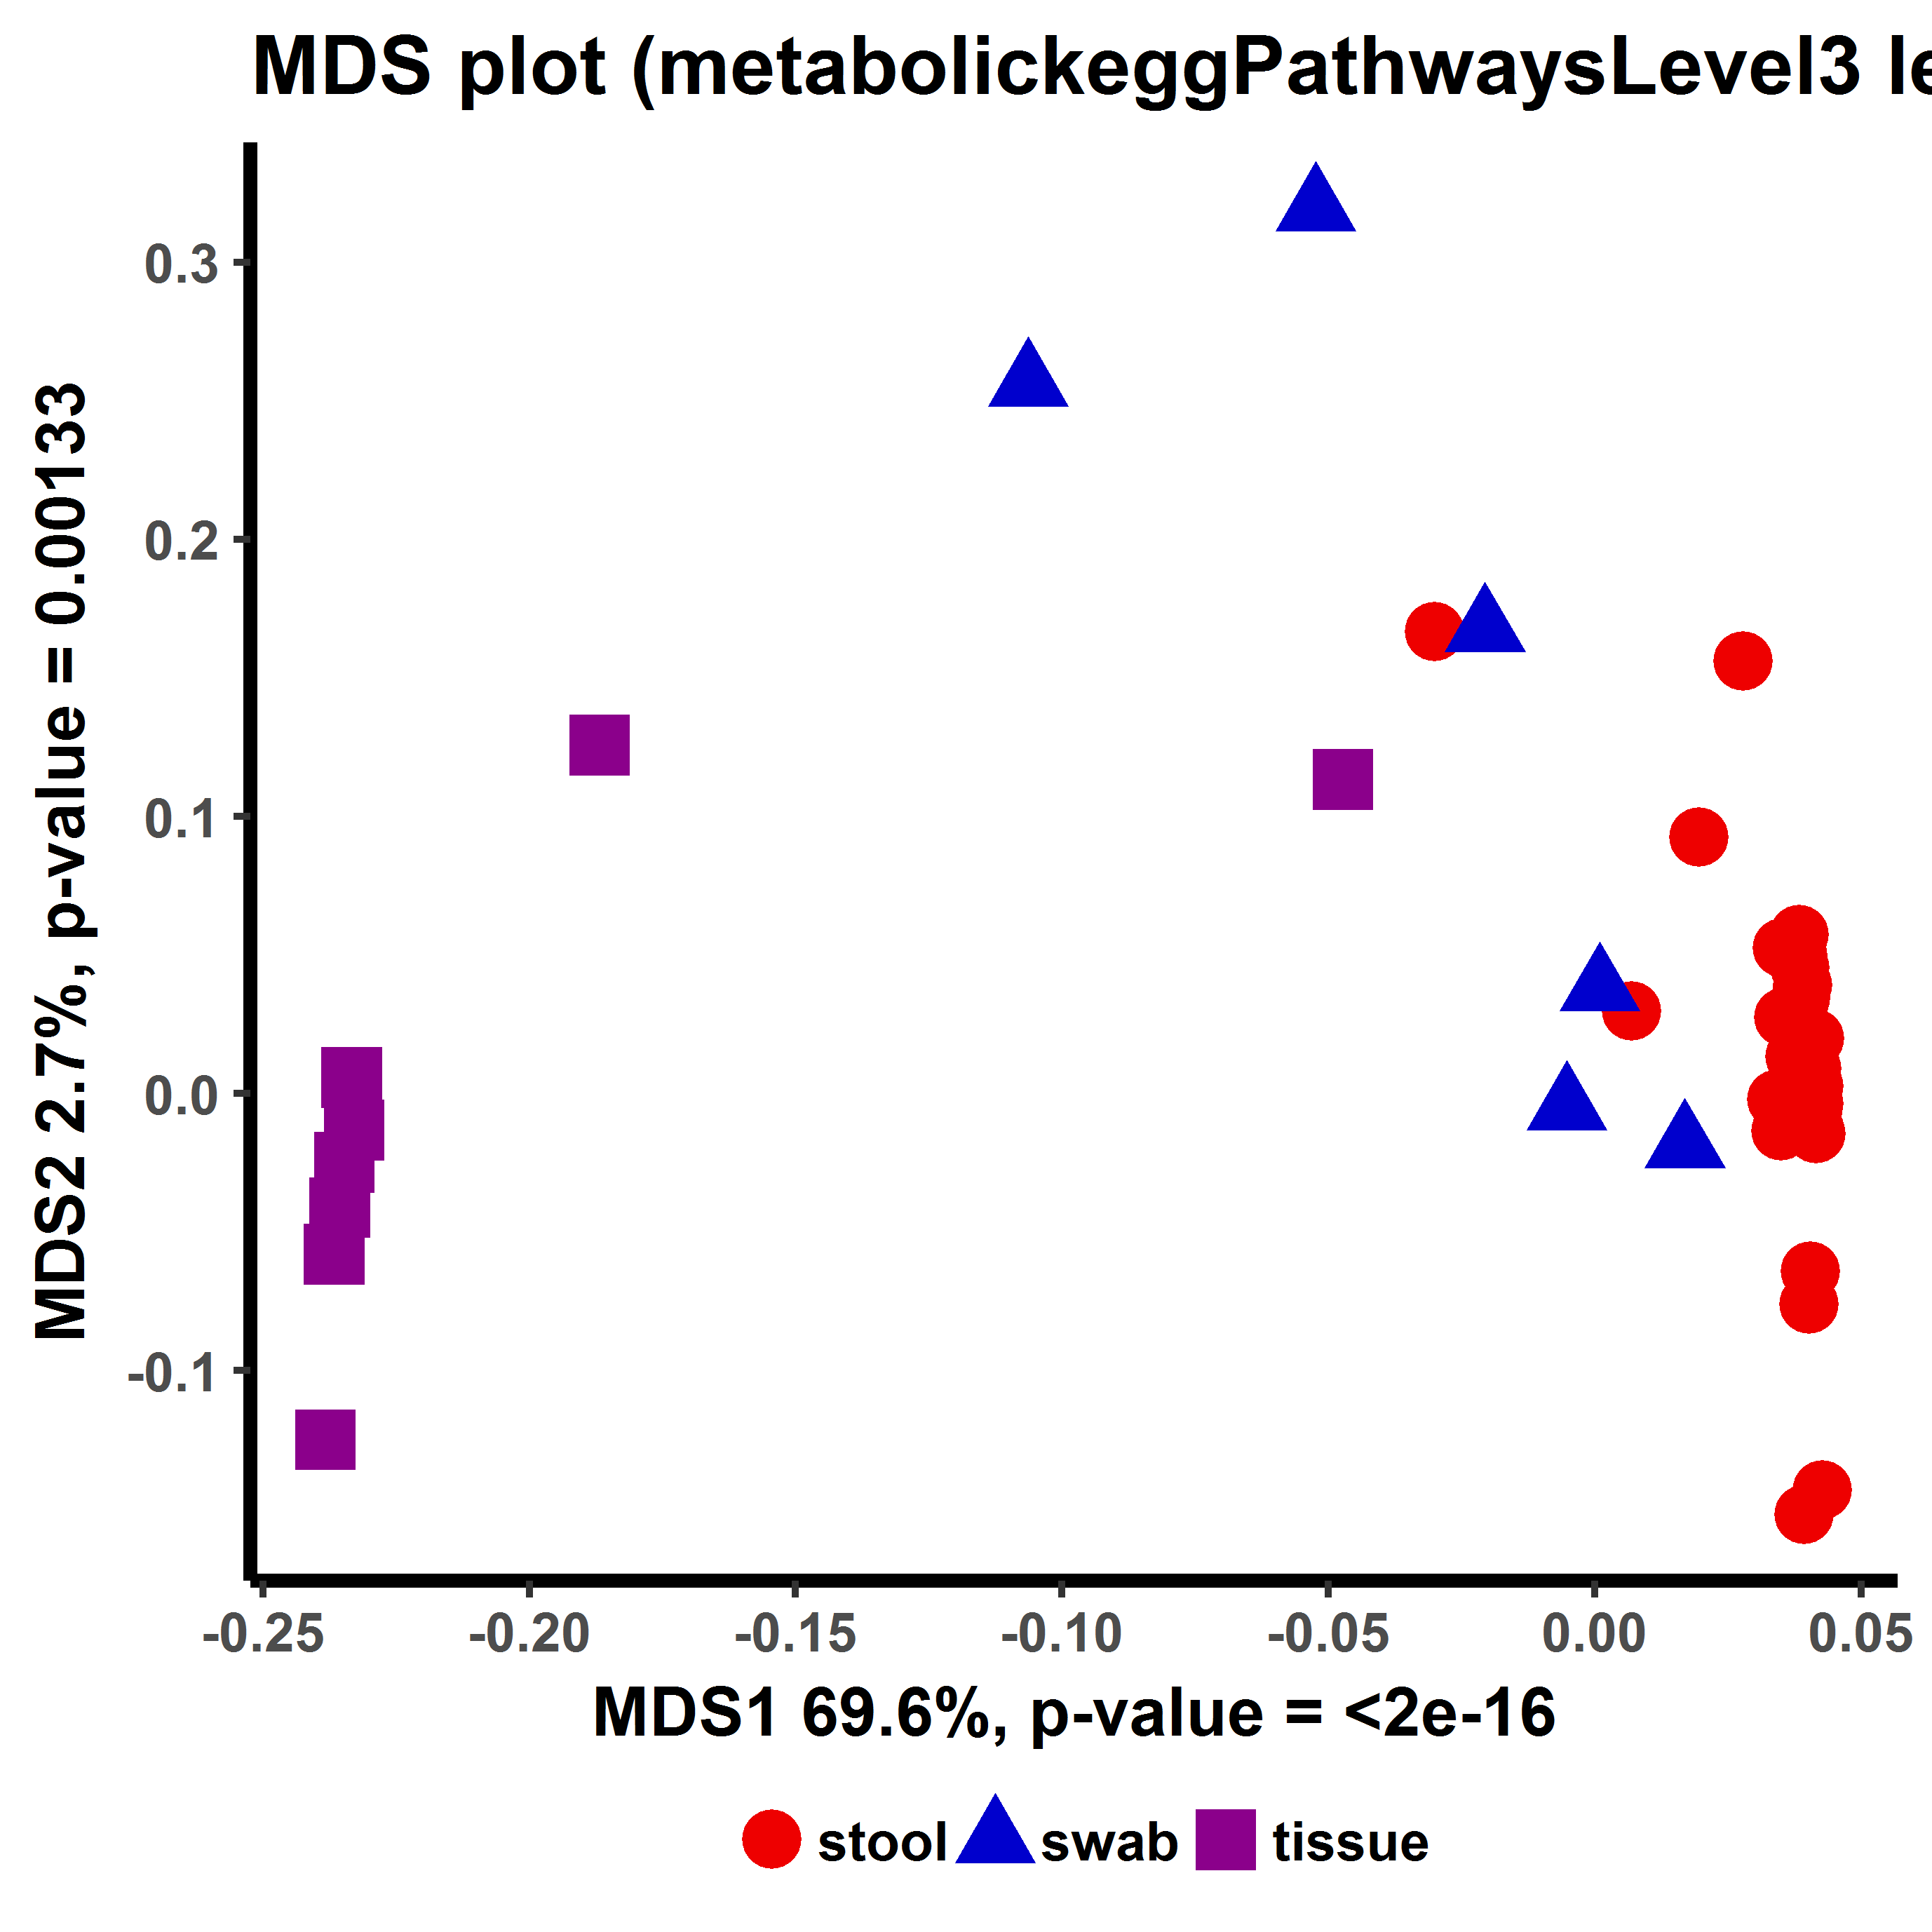 MDS plot (metabolickeggPathwaysLevel3 le
MDS2 2.7%, p-value = 0.00133
0.3
0.2
0.1
0.0
-0.1
-0.25 -0.20 -0.15 -0.10 -0.05 0.00 0.05
MDS1 69.6%, p-value = <2e-16
stool swab tissue